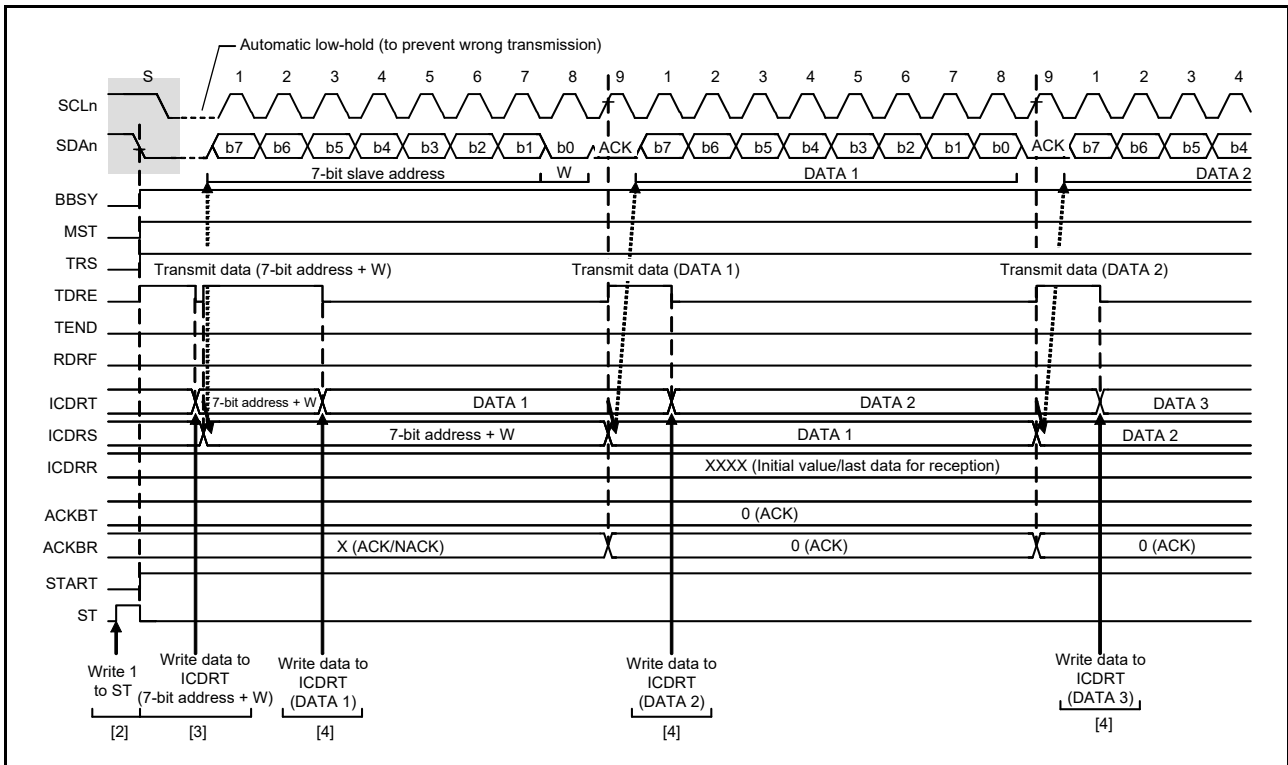 Automatic low-hold (to prevent wrong transmission)
S 1 2 3 4 5 6 7 8 9 1 2 3 4 5 6 7 8 9 1 2 3 4
SCLn
SDAn b7 b6 b5 b4 b3 b2 b1 b0 ACK b7 b6 b5 b4 b3 b2 b1 b0 ACK b7 b6 b5 b4
7-bit slave address W DATA 1 DATA 2
BBSY
MST
TRS
Transmit data (7-bit address + W) Transmit data (DATA 1) Transmit data (DATA 2)
TDRE
TEND
RDRF
ICDRT 7-bit address + W DATA 1 DATA 2 DATA 3
ICDRS 7-bit address + W DATA 1 DATA 2
ICDRR XXXX (Initial value/last data for reception)
ACKBT 0 (ACK)
ACKBR X (ACK/NACK) 0 (ACK) 0 (ACK)
START
ST
Write 1
to ST
Write data to
ICDRT
(7-bit address + W)
Write data to
ICDRT
(DATA 1)
Write data to
ICDRT
(DATA 2)
Write data to
ICDRT
(DATA 3)
[2] [3] [4] [4] [4]